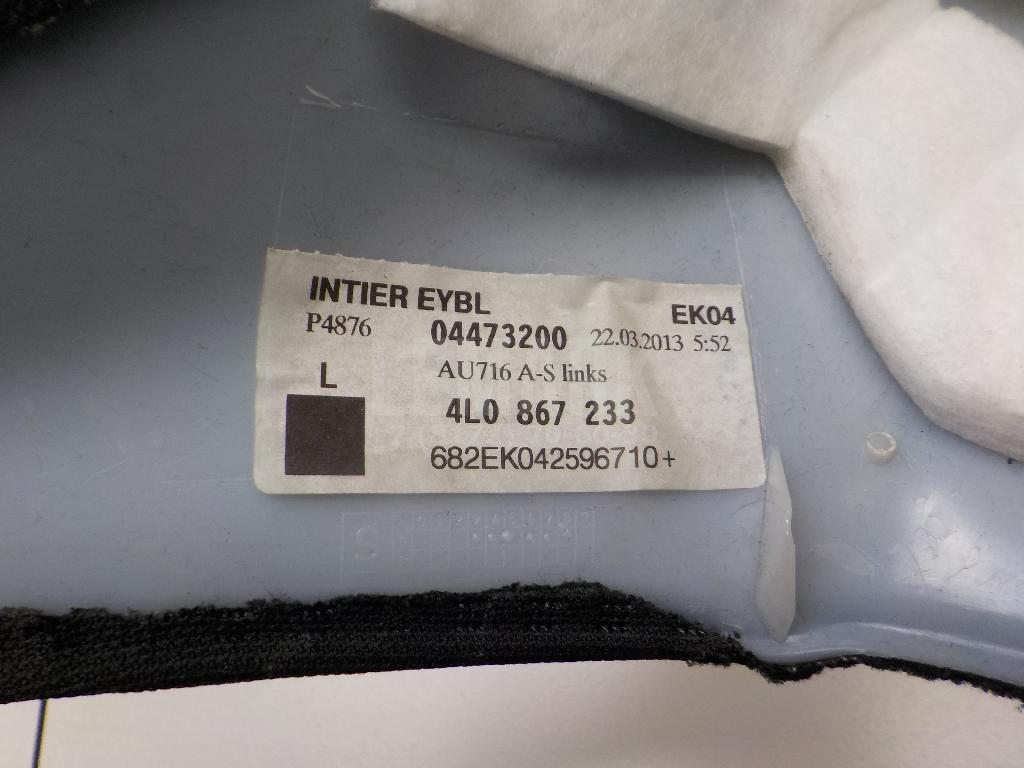 INTIER EYBL EK04
P4876 04473200 22.03.2013 5:52
L AU716 A-S links
4L0 867 233
682EK042596710+
S